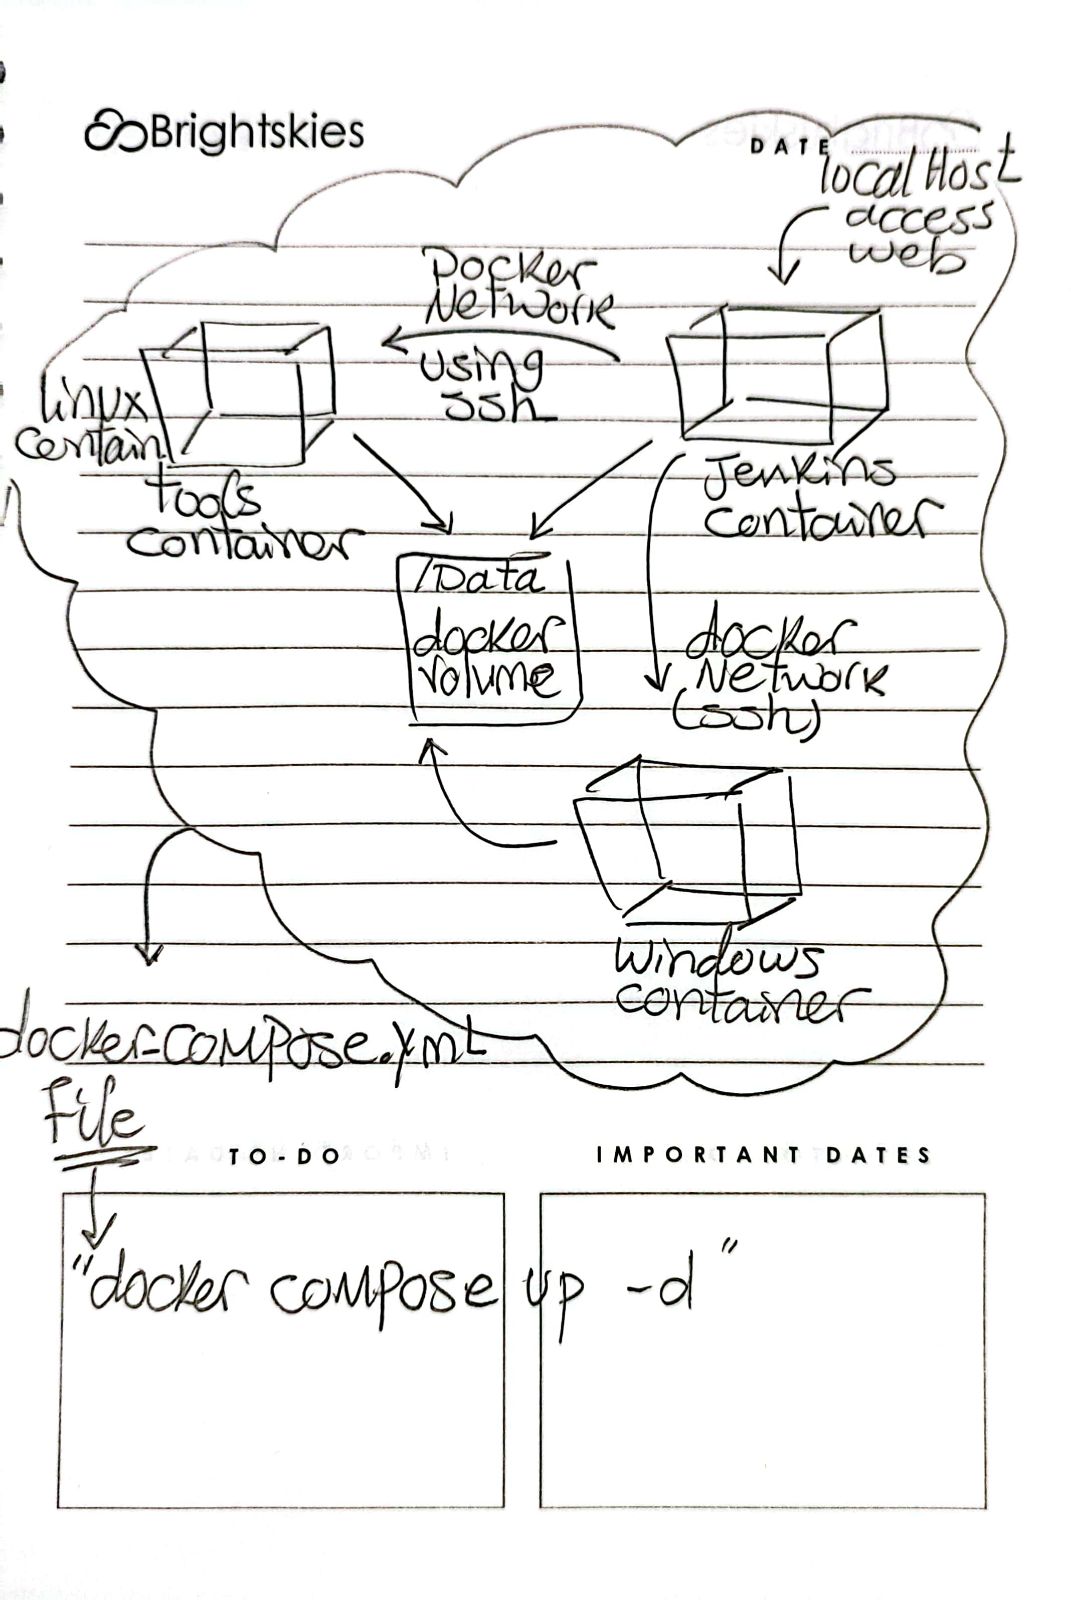 Brightskies
DATE
local Host
access
web
Docker
Network
using
ssh
linux
contain
tools
container
Jenkins
container
/Data
docker
volume
docker
Network
(ssh)
windows
container
docker-compose.yml
File
TO-DO
IMPORTANT DATES
"docker compose up -d"